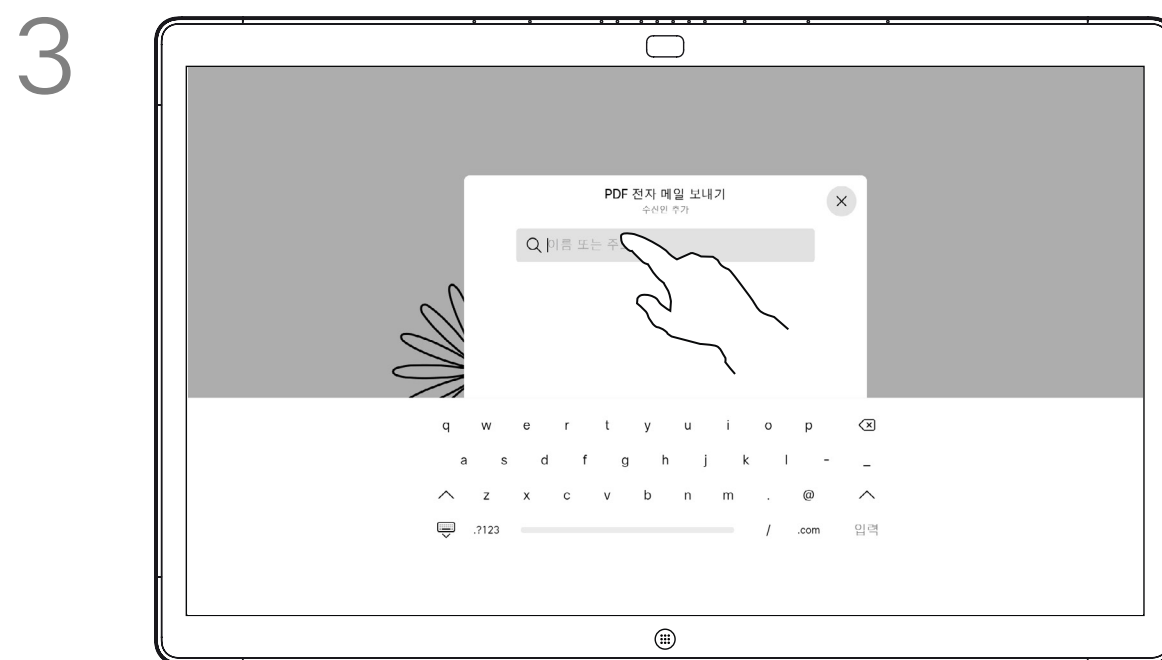 3
PDF 전자 메일 보내기
수신인 추가
이름 또는
q w e r t y u i o p
a s d f g h j k l - _
z x c v b n m . @
.?123 / .com 입력